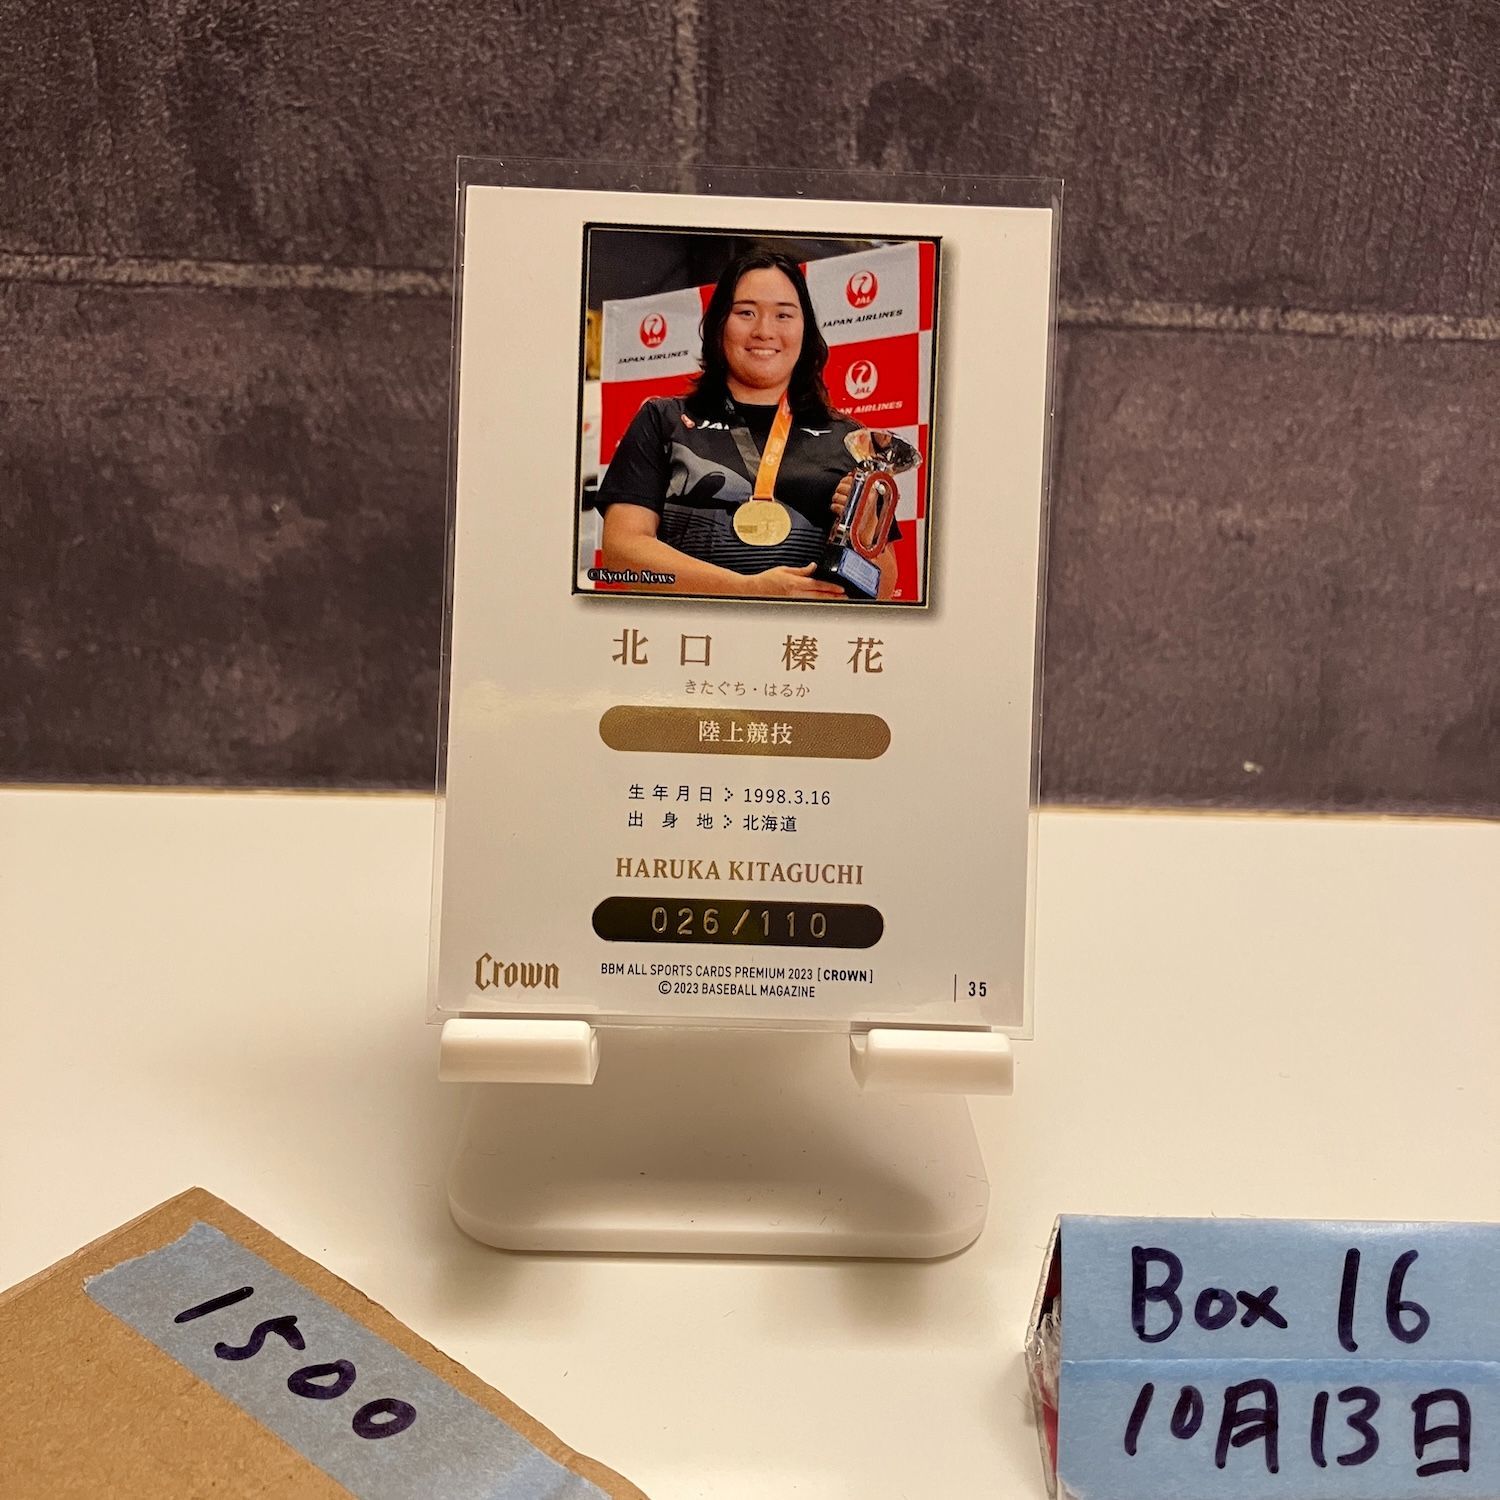 JAL
JAPAN AIRLINES
JAL
JAPAN AIRLINES
JAL
AN AIRLINES
©Kyodo News
北口 榛花
きたぐち・はるか
陸上競技
生年月日 1998.3.16
出身地 北海道
HARUKA KITAGUCHI
026/110
Crown
BBM ALL SPORTS CARDS PREMIUM 2023 [CROWN]
© 2023 BASEBALL MAGAZINE
35
1500
Box 16
10月13日